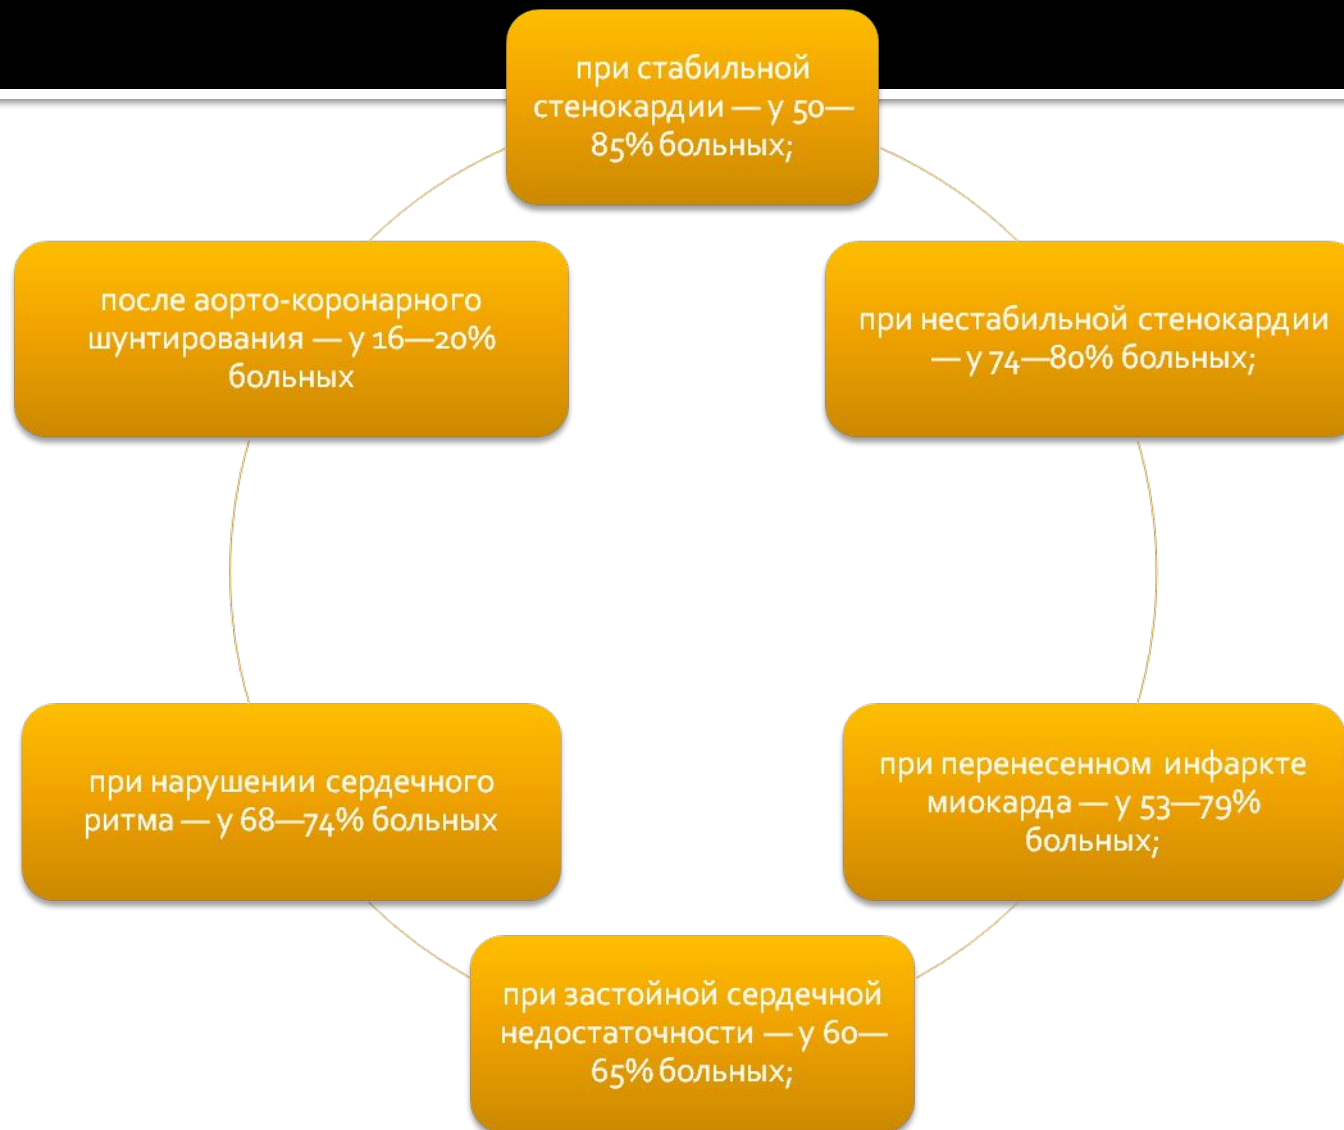 при стабильной
стенокардии — у 50—
85% больных;
при нестабильной стенокардии
— у 74—80% больных;
при перенесенном инфаркте
миокарда — у 53—79%
больных;
при застойной сердечной
недостаточности — у 60—
65% больных;
при нарушении сердечного
ритма — у 68—74% больных
после аорто-коронарного
шунтирования — у 16—20%
больных